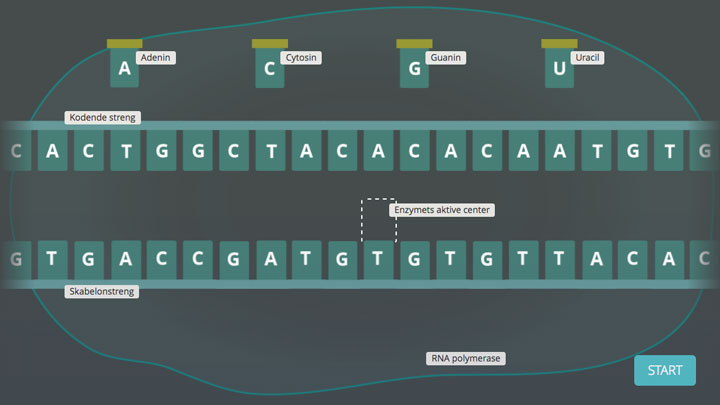 A Adenin C Cytosin G Guanin U Uracil
Kodende streng
C A C T G G C T A C A C A C A A T G T G
Enzymets aktive center
G T G A C C G A T G T G T G T T A C A C
Skabelonstreng
RNA polymerase
START